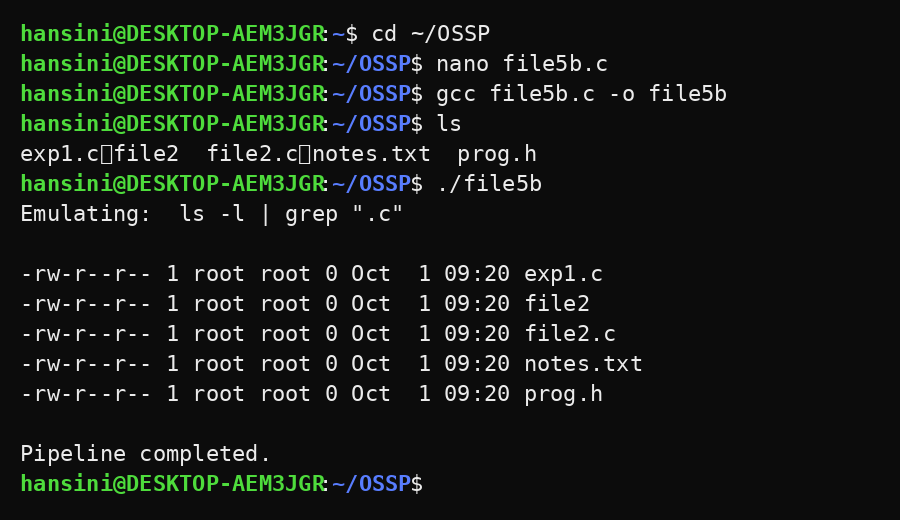 hansini@DESKTOP-AEM3JGR:~$ cd ~/OSSP
hansini@DESKTOP-AEM3JGR:~/OSSP$ nano file5b.c
hansini@DESKTOP-AEM3JGR:~/OSSP$ gcc file5b.c -o file5b
hansini@DESKTOP-AEM3JGR:~/OSSP$ ls
exp1.c▯file2  file2.c▯notes.txt  prog.h
hansini@DESKTOP-AEM3JGR:~/OSSP$ ./file5b
Emulating:  ls -l | grep ".c"

-rw-r--r-- 1 root root 0 Oct  1 09:20 exp1.c
-rw-r--r-- 1 root root 0 Oct  1 09:20 file2
-rw-r--r-- 1 root root 0 Oct  1 09:20 file2.c
-rw-r--r-- 1 root root 0 Oct  1 09:20 notes.txt
-rw-r--r-- 1 root root 0 Oct  1 09:20 prog.h

Pipeline completed.
hansini@DESKTOP-AEM3JGR:~/OSSP$